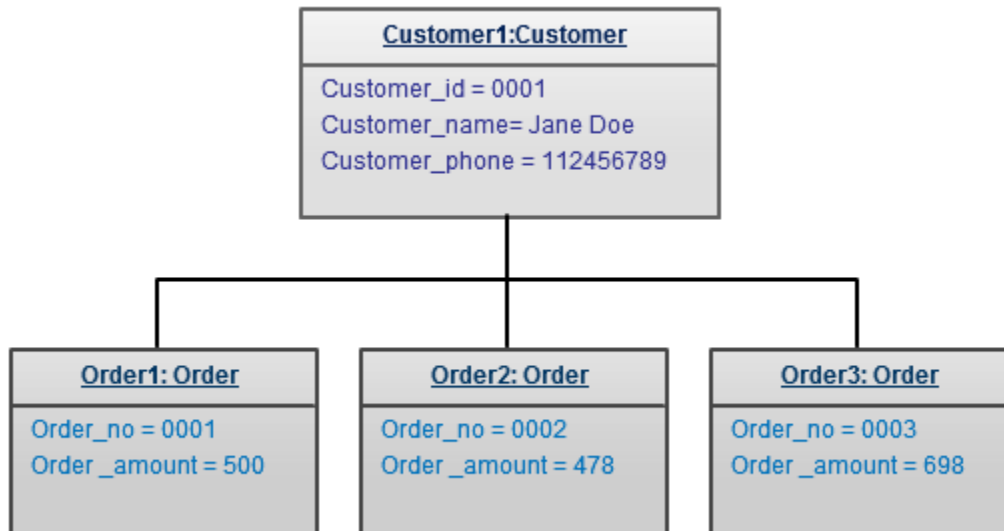 Customer1:Customer
Customer_id = 0001
Customer_name= Jane Doe
Customer_phone = 112456789
Order1: Order
Order_no = 0001
Order _amount = 500
Order2: Order
Order_no = 0002
Order _amount = 478
Order3: Order
Order_no = 0003
Order _amount = 698